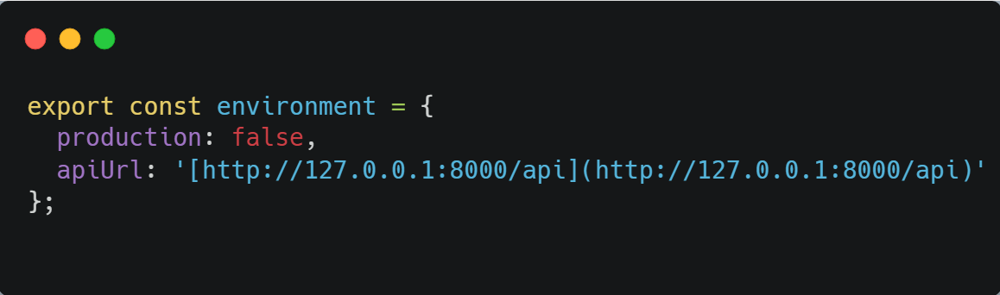 export const environment = {
  production: false,
  apiUrl: '[http://127.0.0.1:8000/api](http://127.0.0.1:8000/api)'
};